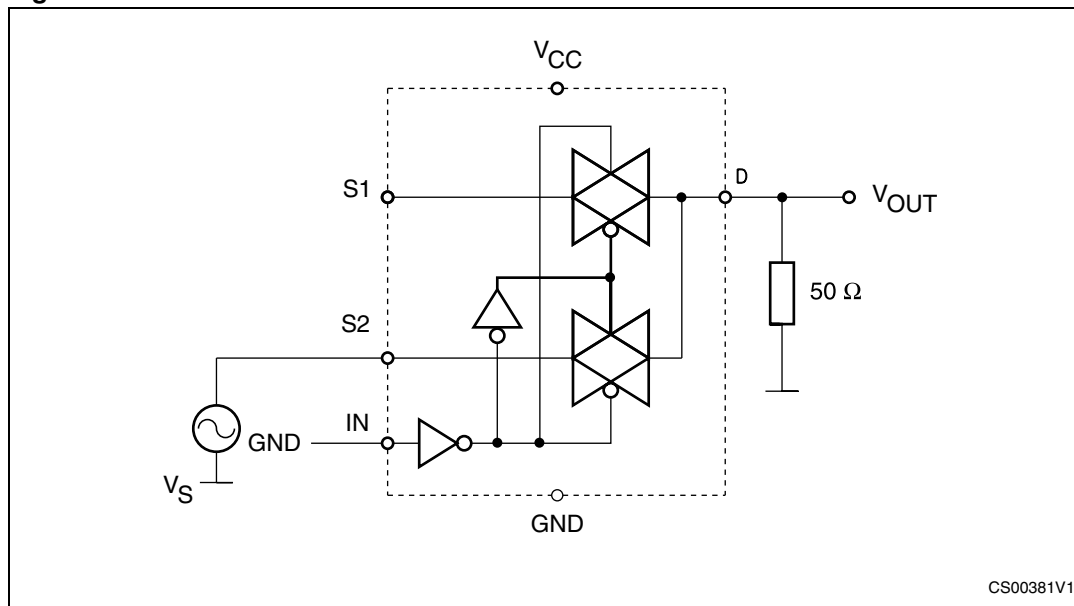 V_CC
S1
D
V_OUT
50 Ω
S2
IN
GND
V_S
GND
CS00381V1